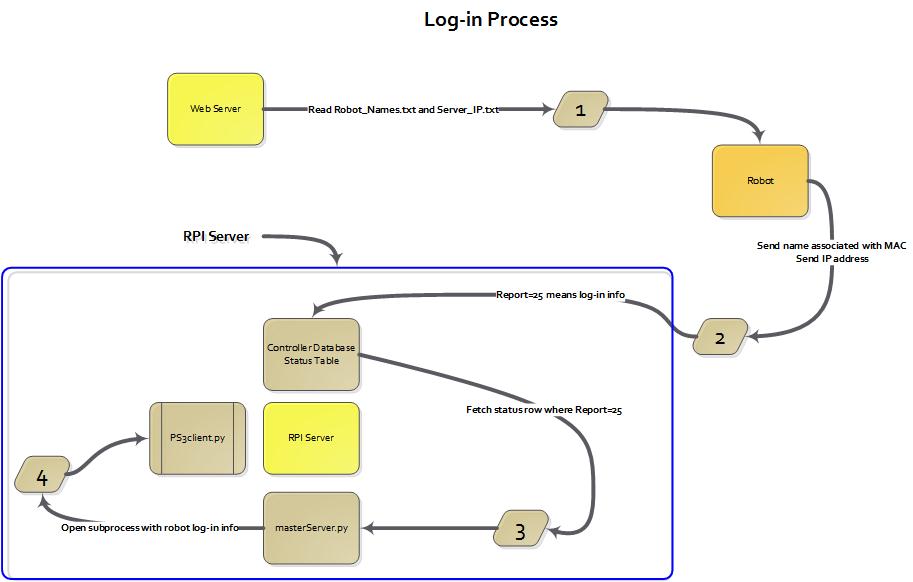 Log-in Process
Web Server
Read Robot_Names.txt and Server_IP.txt
1
Robot
Send name associated with MAC
Send IP address
2
RPI Server
Report=25 means log-in info
Controller Database
Status Table
Fetch status row where Report=25
RPI Server
PS3client.py
4
Open subprocess with robot log-in info
masterServer.py
3